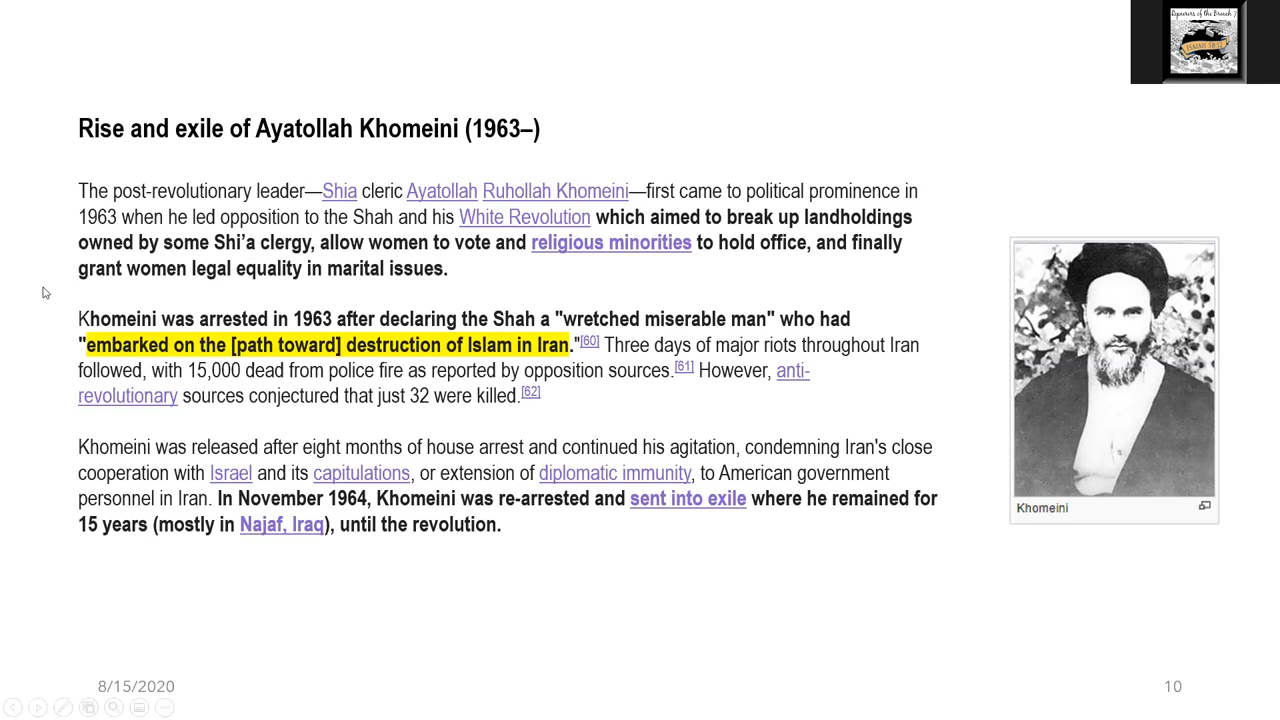 Repairers of the Breach 7
ISAIAH 58:12
Rise and exile of Ayatollah Khomeini (1963–)
The post-revolutionary leader—Shia cleric Ayatollah Ruhollah Khomeini—first came to political prominence in
1963 when he led opposition to the Shah and his White Revolution which aimed to break up landholdings
owned by some Shi’a clergy, allow women to vote and religious minorities to hold office, and finally
grant women legal equality in marital issues.
Khomeini was arrested in 1963 after declaring the Shah a "wretched miserable man" who had
"embarked on the [path toward] destruction of Islam in Iran."[60] Three days of major riots throughout Iran
followed, with 15,000 dead from police fire as reported by opposition sources.[61] However, anti-
revolutionary sources conjectured that just 32 were killed.[62]
Khomeini was released after eight months of house arrest and continued his agitation, condemning Iran's close
cooperation with Israel and its capitulations, or extension of diplomatic immunity, to American government
personnel in Iran. In November 1964, Khomeini was re-arrested and sent into exile where he remained for
15 years (mostly in Najaf, Iraq), until the revolution.
Khomeini
8/15/2020
10